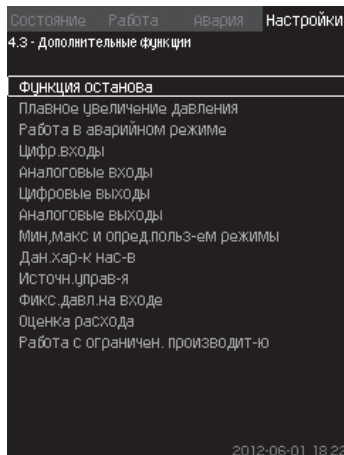 Состояние Работа Авария Настройки
4.3 - Дополнительные функции
Функция останова
Плавное увеличение давления
Работа в аварийном режиме
Цифр.входы
Аналоговые входы
Цифровые выходы
Аналоговые выходы
Мин,макс и опред.польз-ем режимы
Дан.хар-к нас-в
Источн.управ-я
Фикс.давл.на входе
Оценка расхода
Работа с ограничен. производит-ю
2012-06-01 18:22